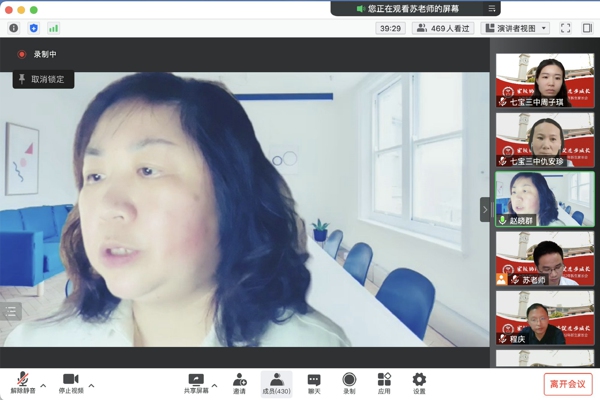 您正在观看苏老师的屏幕
39:29
469人看过
演讲者视图
录制中
取消锁定
七宝三中周子琪
七宝三中仇安珍
赵晓群
苏老师
程庆
解除静音
停止视频
共享屏幕
邀请
成员(430)
聊天
录制
应用
设置
离开会议